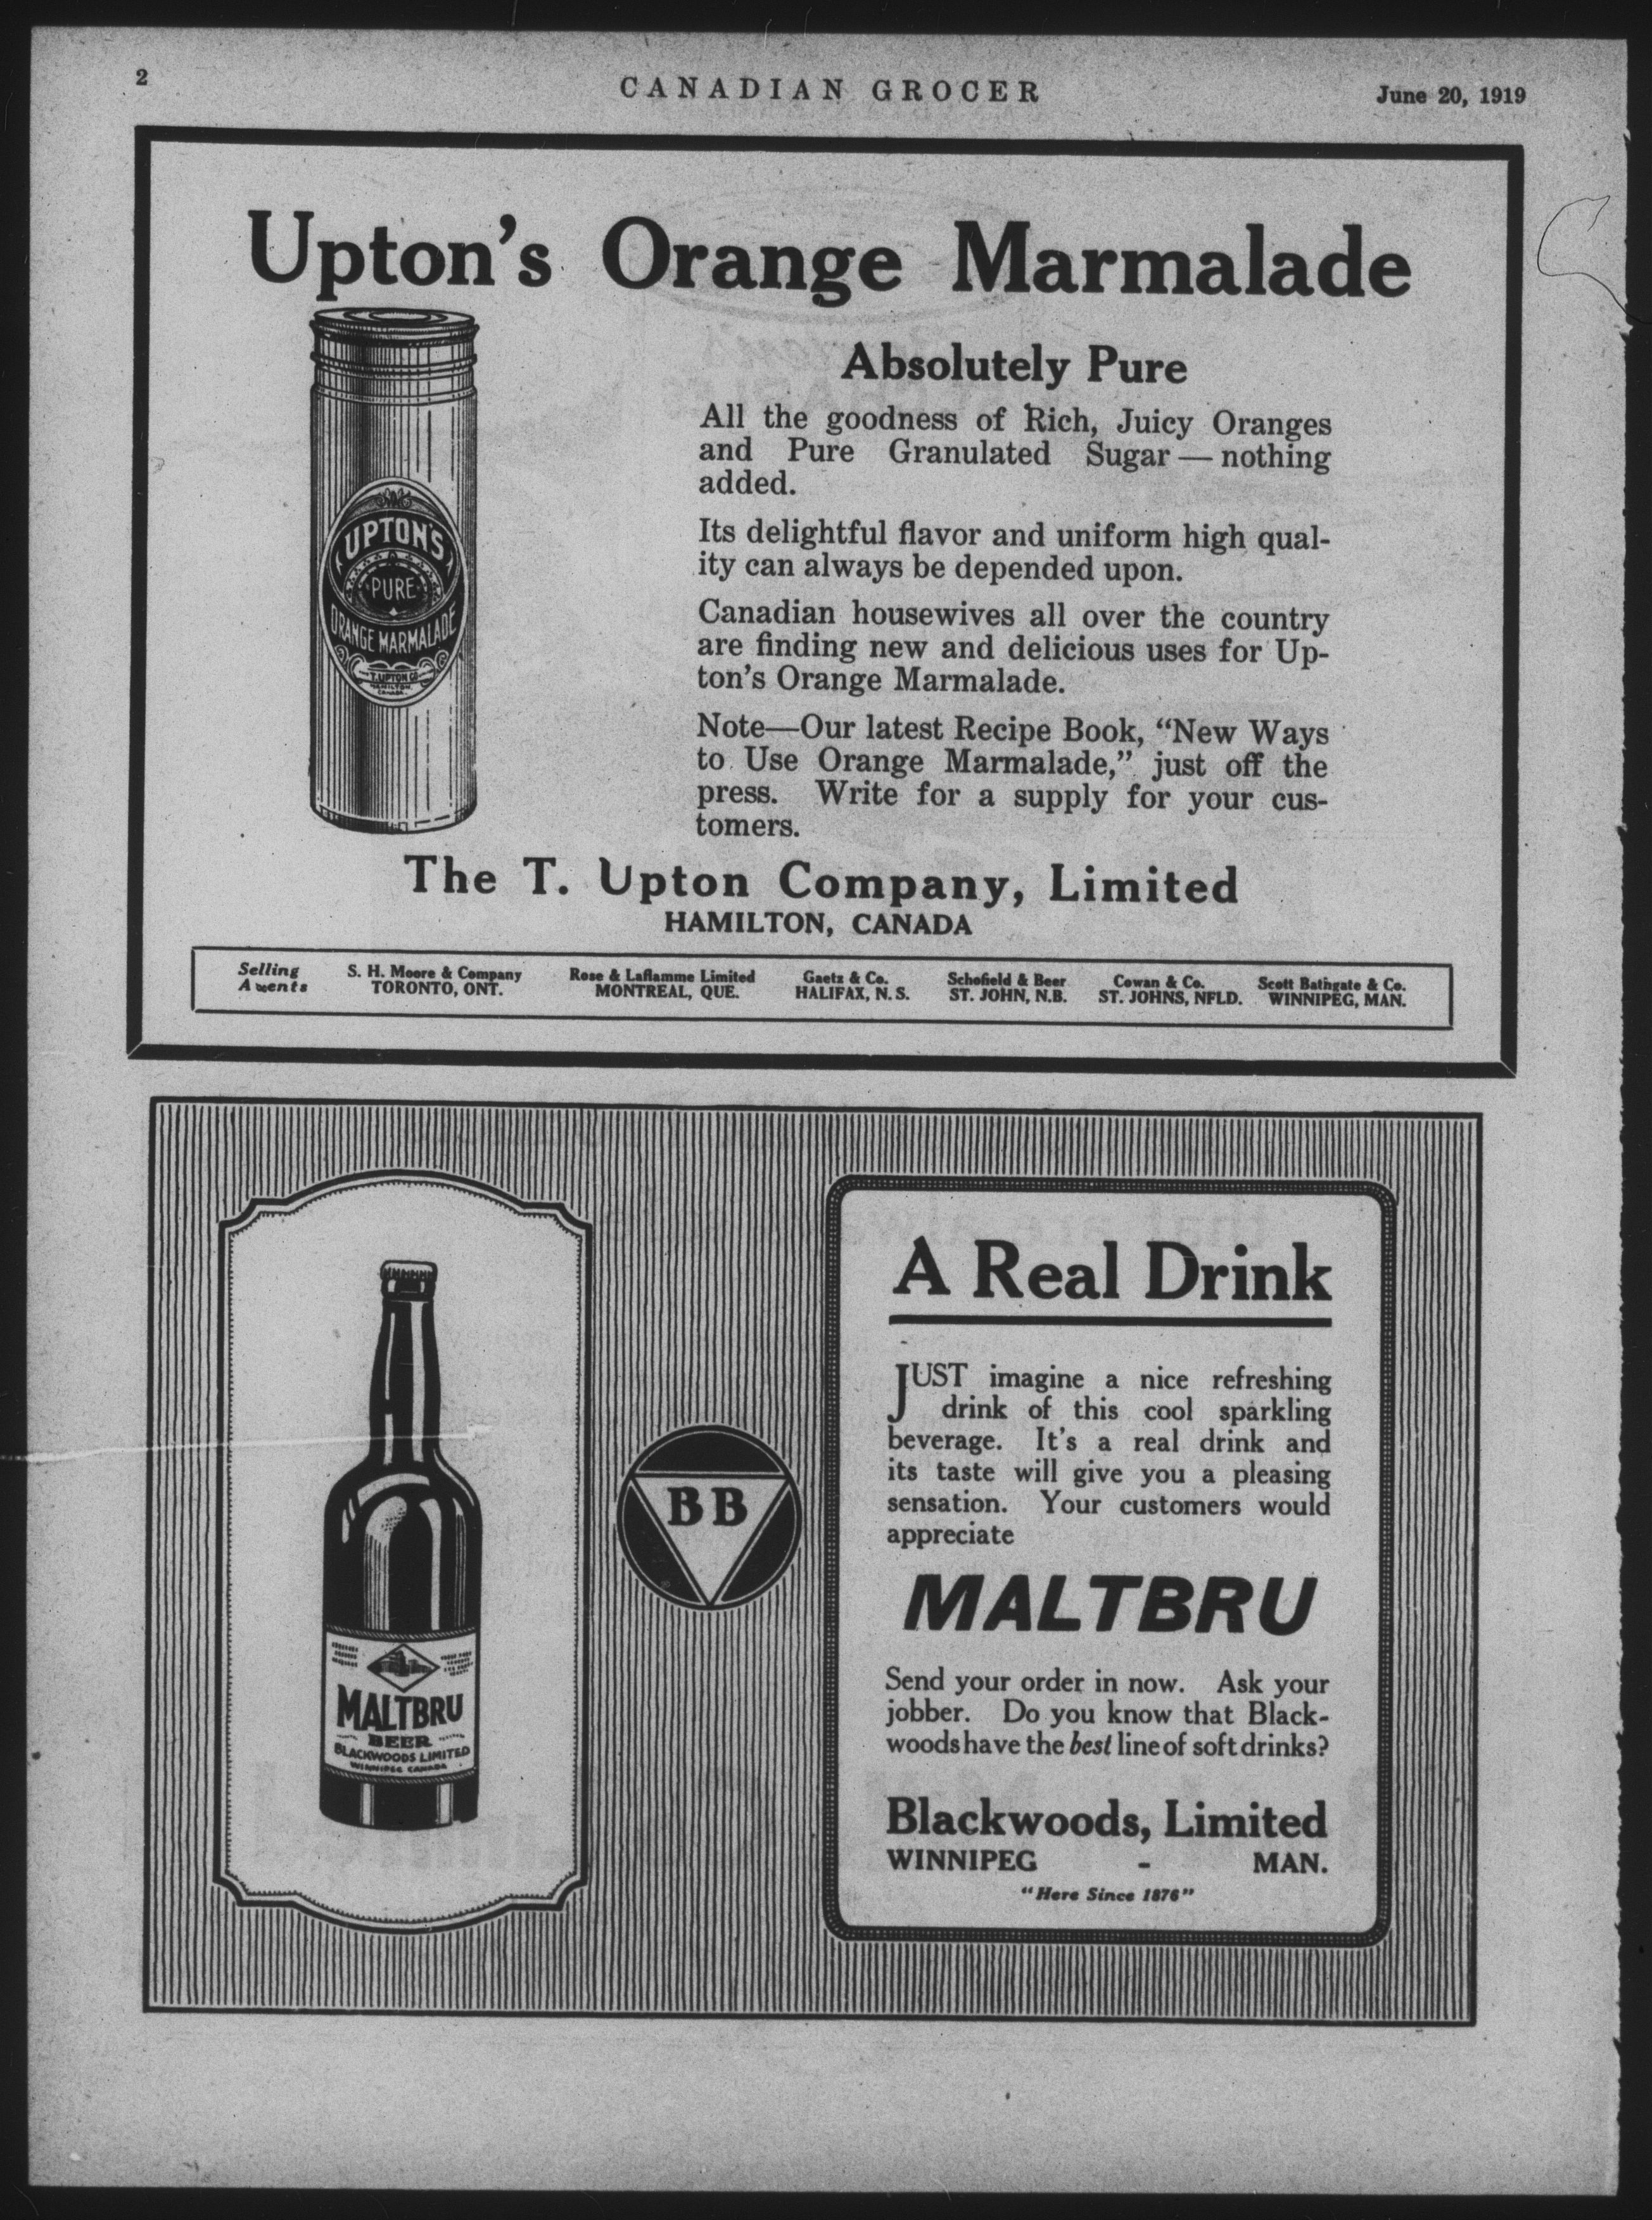 2
CANADIAN GROCER
June 20, 1919
Upton's Orange Marmalade
UPTON'S
PURE
ORANGE MARMALADE
T. UPTON CO
HAMILTON.
CANADA.
Absolutely Pure
All the goodness of Rich, Juicy Oranges
and Pure Granulated Sugar — nothing
added.
Its delightful flavor and uniform high qual-
ity can always be depended upon.
Canadian housewives all over the country
are finding new and delicious uses for Up-
ton's Orange Marmalade.
Note—Our latest Recipe Book, “New Ways
to Use Orange Marmalade,” just off the
press. Write for a supply for your cus-
tomers.
The T. Upton Company, Limited
HAMILTON, CANADA
Selling
Agents
S. H. Moore & Company
TORONTO, ONT.
Rose & Laflamme Limited
MONTREAL, QUE.
Gaetz & Co.
HALIFAX, N. S.
Schofield & Beer
ST. JOHN, N.B.
Cowan & Co.
ST. JOHNS, NFLD.
Scott Bathgate & Co.
WINNIPEG, MAN.
MALTBRU
BEER
BLACKWOODS LIMITED
WINNIPEG CANADA
BB
A Real Drink
JUST imagine a nice refreshing
drink of this cool sparkling
beverage. It's a real drink and
its taste will give you a pleasing
sensation. Your customers would
appreciate
MALTBRU
Send your order in now. Ask your
jobber. Do you know that Black-
woods have the best line of soft drinks?
Blackwoods, Limited
WINNIPEG - MAN.
“Here Since 1876”